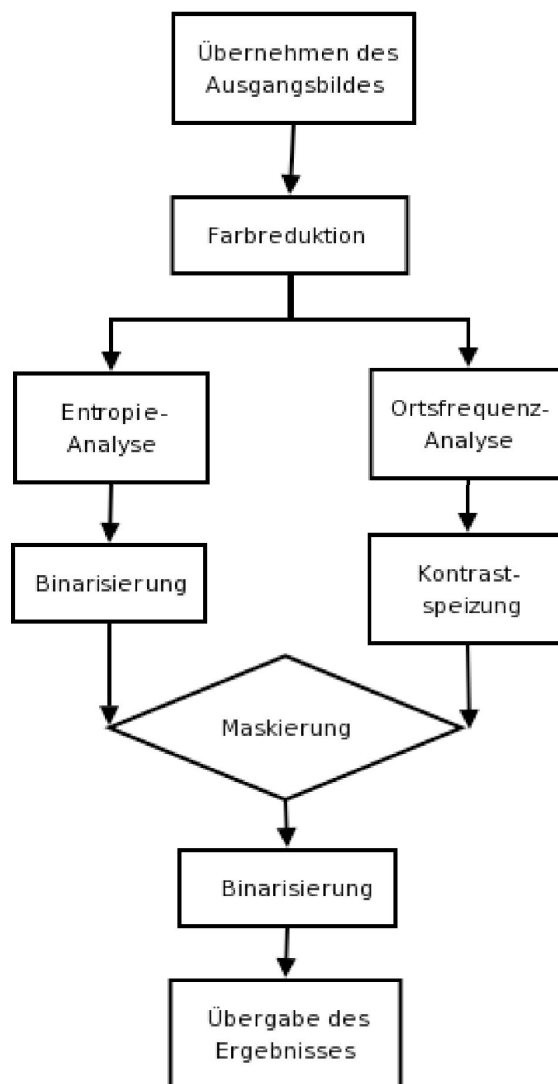 Übernehmen des
Ausgangsbildes
Farbreduktion
Entropie-
Analyse
Ortsfrequenz-
Analyse
Binarisierung
Kontrast-
speizung
Maskierung
Binarisierung
Übergabe des
Ergebnisses